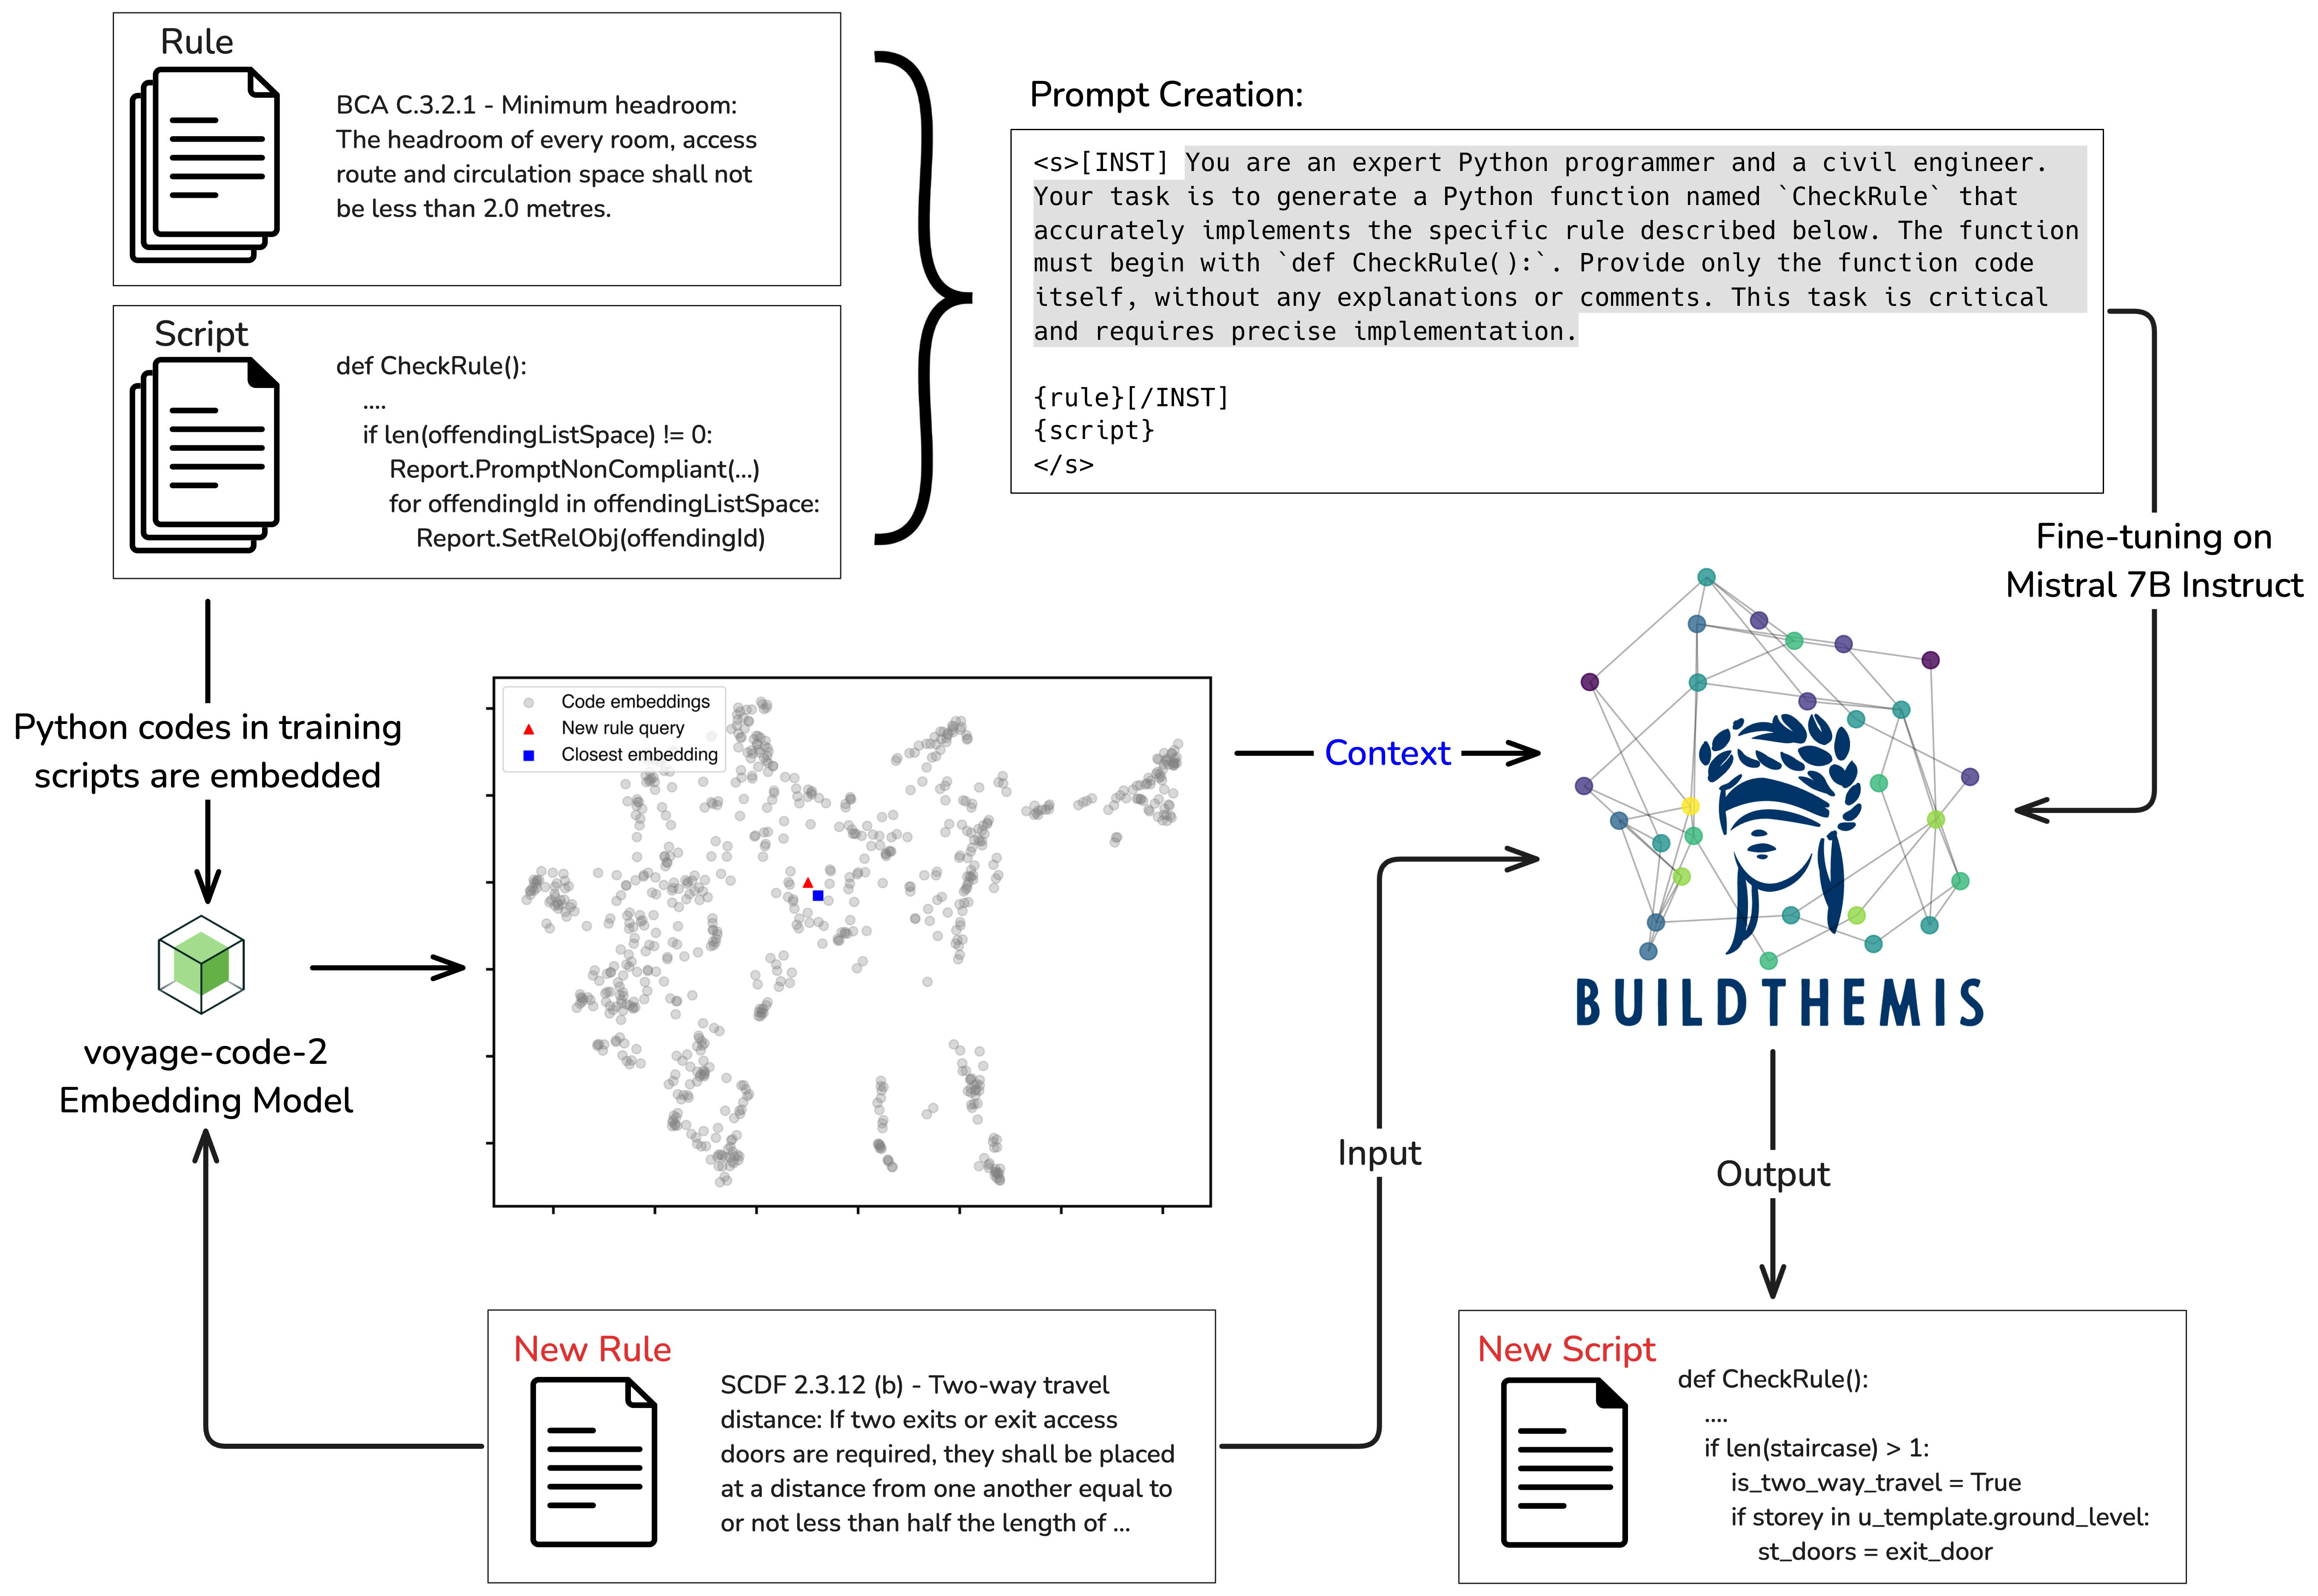 Rule
BCA C.3.2.1 - Minimum headroom:
The headroom of every room, access
route and circulation space shall not
be less than 2.0 metres.
Script
def CheckRule():
....
if len(offendingListSpace) != 0:
Report.PromptNonCompliant(...)
for offendingId in offendingListSpace:
Report.SetRelObj(offendingId)
Prompt Creation:
<s>[INST] You are an expert Python programmer and a civil engineer.
Your task is to generate a Python function named `CheckRule` that
accurately implements the specific rule described below. The function
must begin with `def CheckRule():`. Provide only the function code
itself, without any explanations or comments. This task is critical
and requires precise implementation.
{rule}[/INST]
{script}
</s>
Fine-tuning on
Mistral 7B Instruct
Python codes in training
scripts are embedded
voyage-code-2
Embedding Model
Code embeddings
New rule query
Closest embedding
Context
BUILDTHEMIS
Input
Output
New Rule
SCDF 2.3.12 (b) - Two-way travel
distance: If two exits or exit access
doors are required, they shall be placed
at a distance from one another equal to
or not less than half the length of ...
New Script
def CheckRule():
....
if len(staircase) > 1:
is_two_way_travel = True
if storey in u_template.ground_level:
st_doors = exit_door